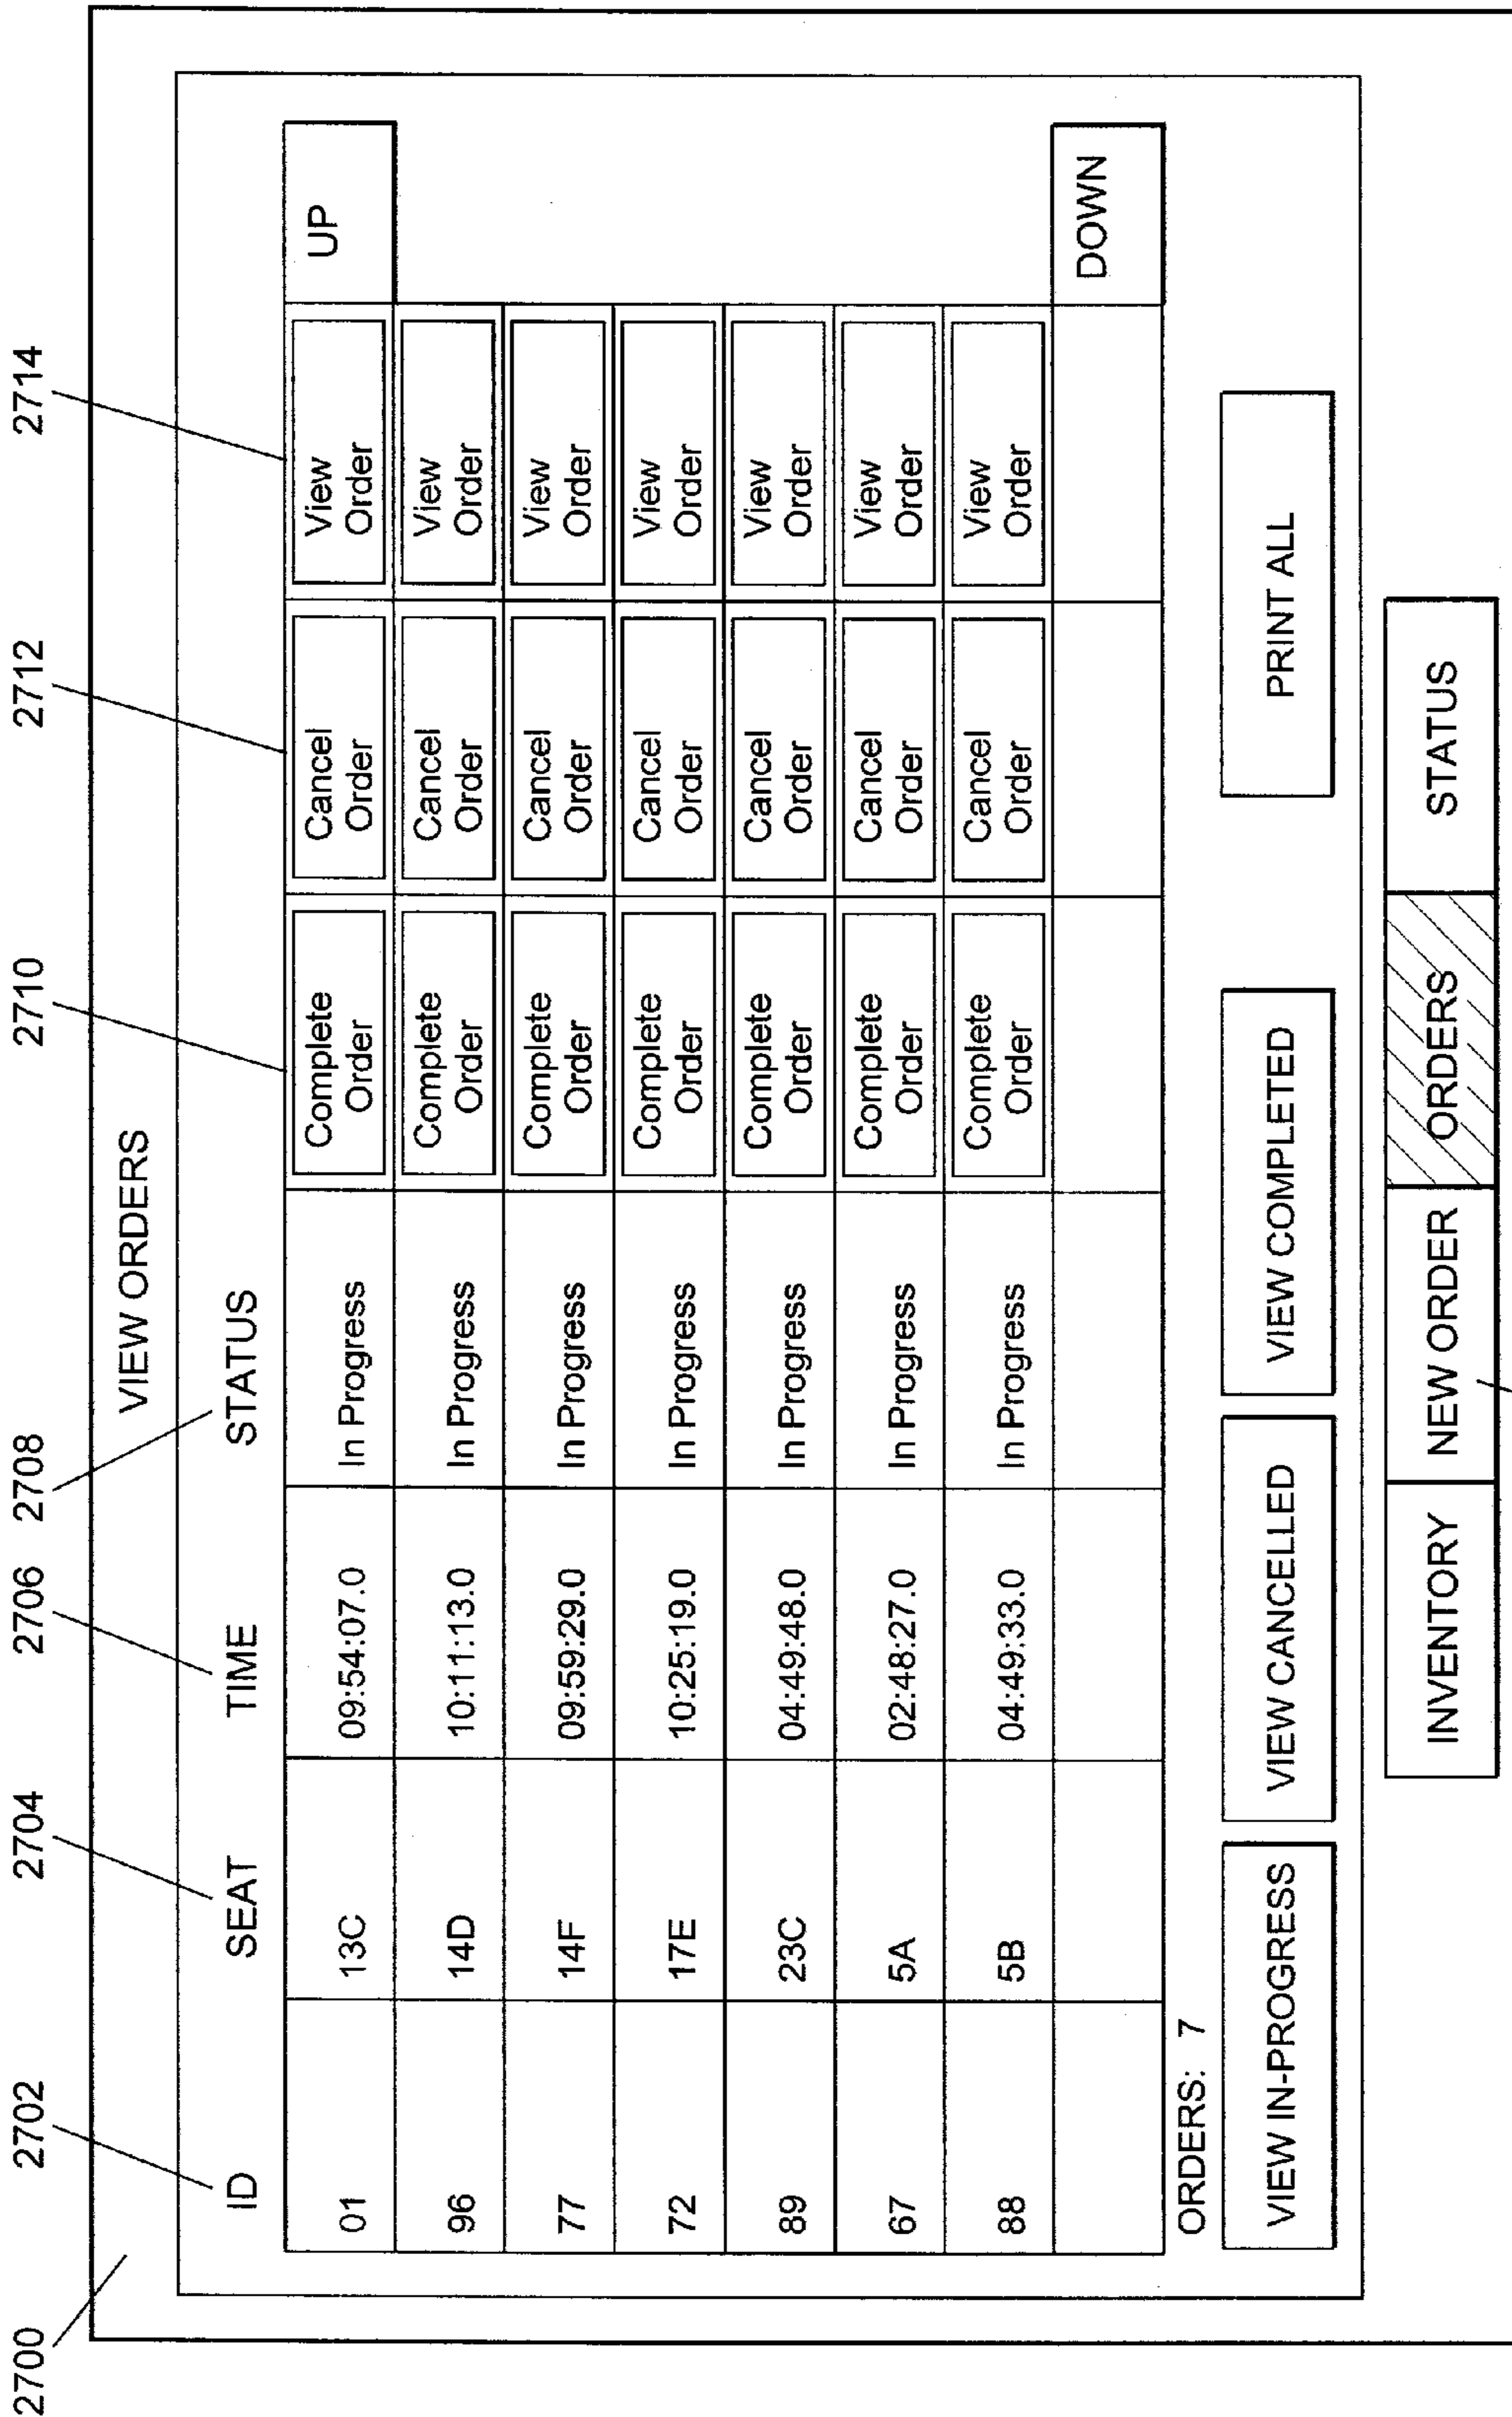 2700 2702 2704 2706 2708 2710 2712 2714
VIEW ORDERS
ID SEAT TIME STATUS
01 13C 09:54:07.0 In Progress Complete Order Cancel Order View Order UP
96 14D 10:11:13.0 In Progress Complete Order Cancel Order View Order
77 14F 09:59:29.0 In Progress Complete Order Cancel Order View Order
72 17E 10:25:19.0 In Progress Complete Order Cancel Order View Order
89 23C 04:49:48.0 In Progress Complete Order Cancel Order View Order
67 5A 02:48:27.0 In Progress Complete Order Cancel Order View Order
88 5B 04:49:33.0 In Progress Complete Order Cancel Order View Order
DOWN
ORDERS: 7
VIEW IN-PROGRESS VIEW CANCELLED VIEW COMPLETED PRINT ALL
INVENTORY NEW ORDER ORDERS STATUS